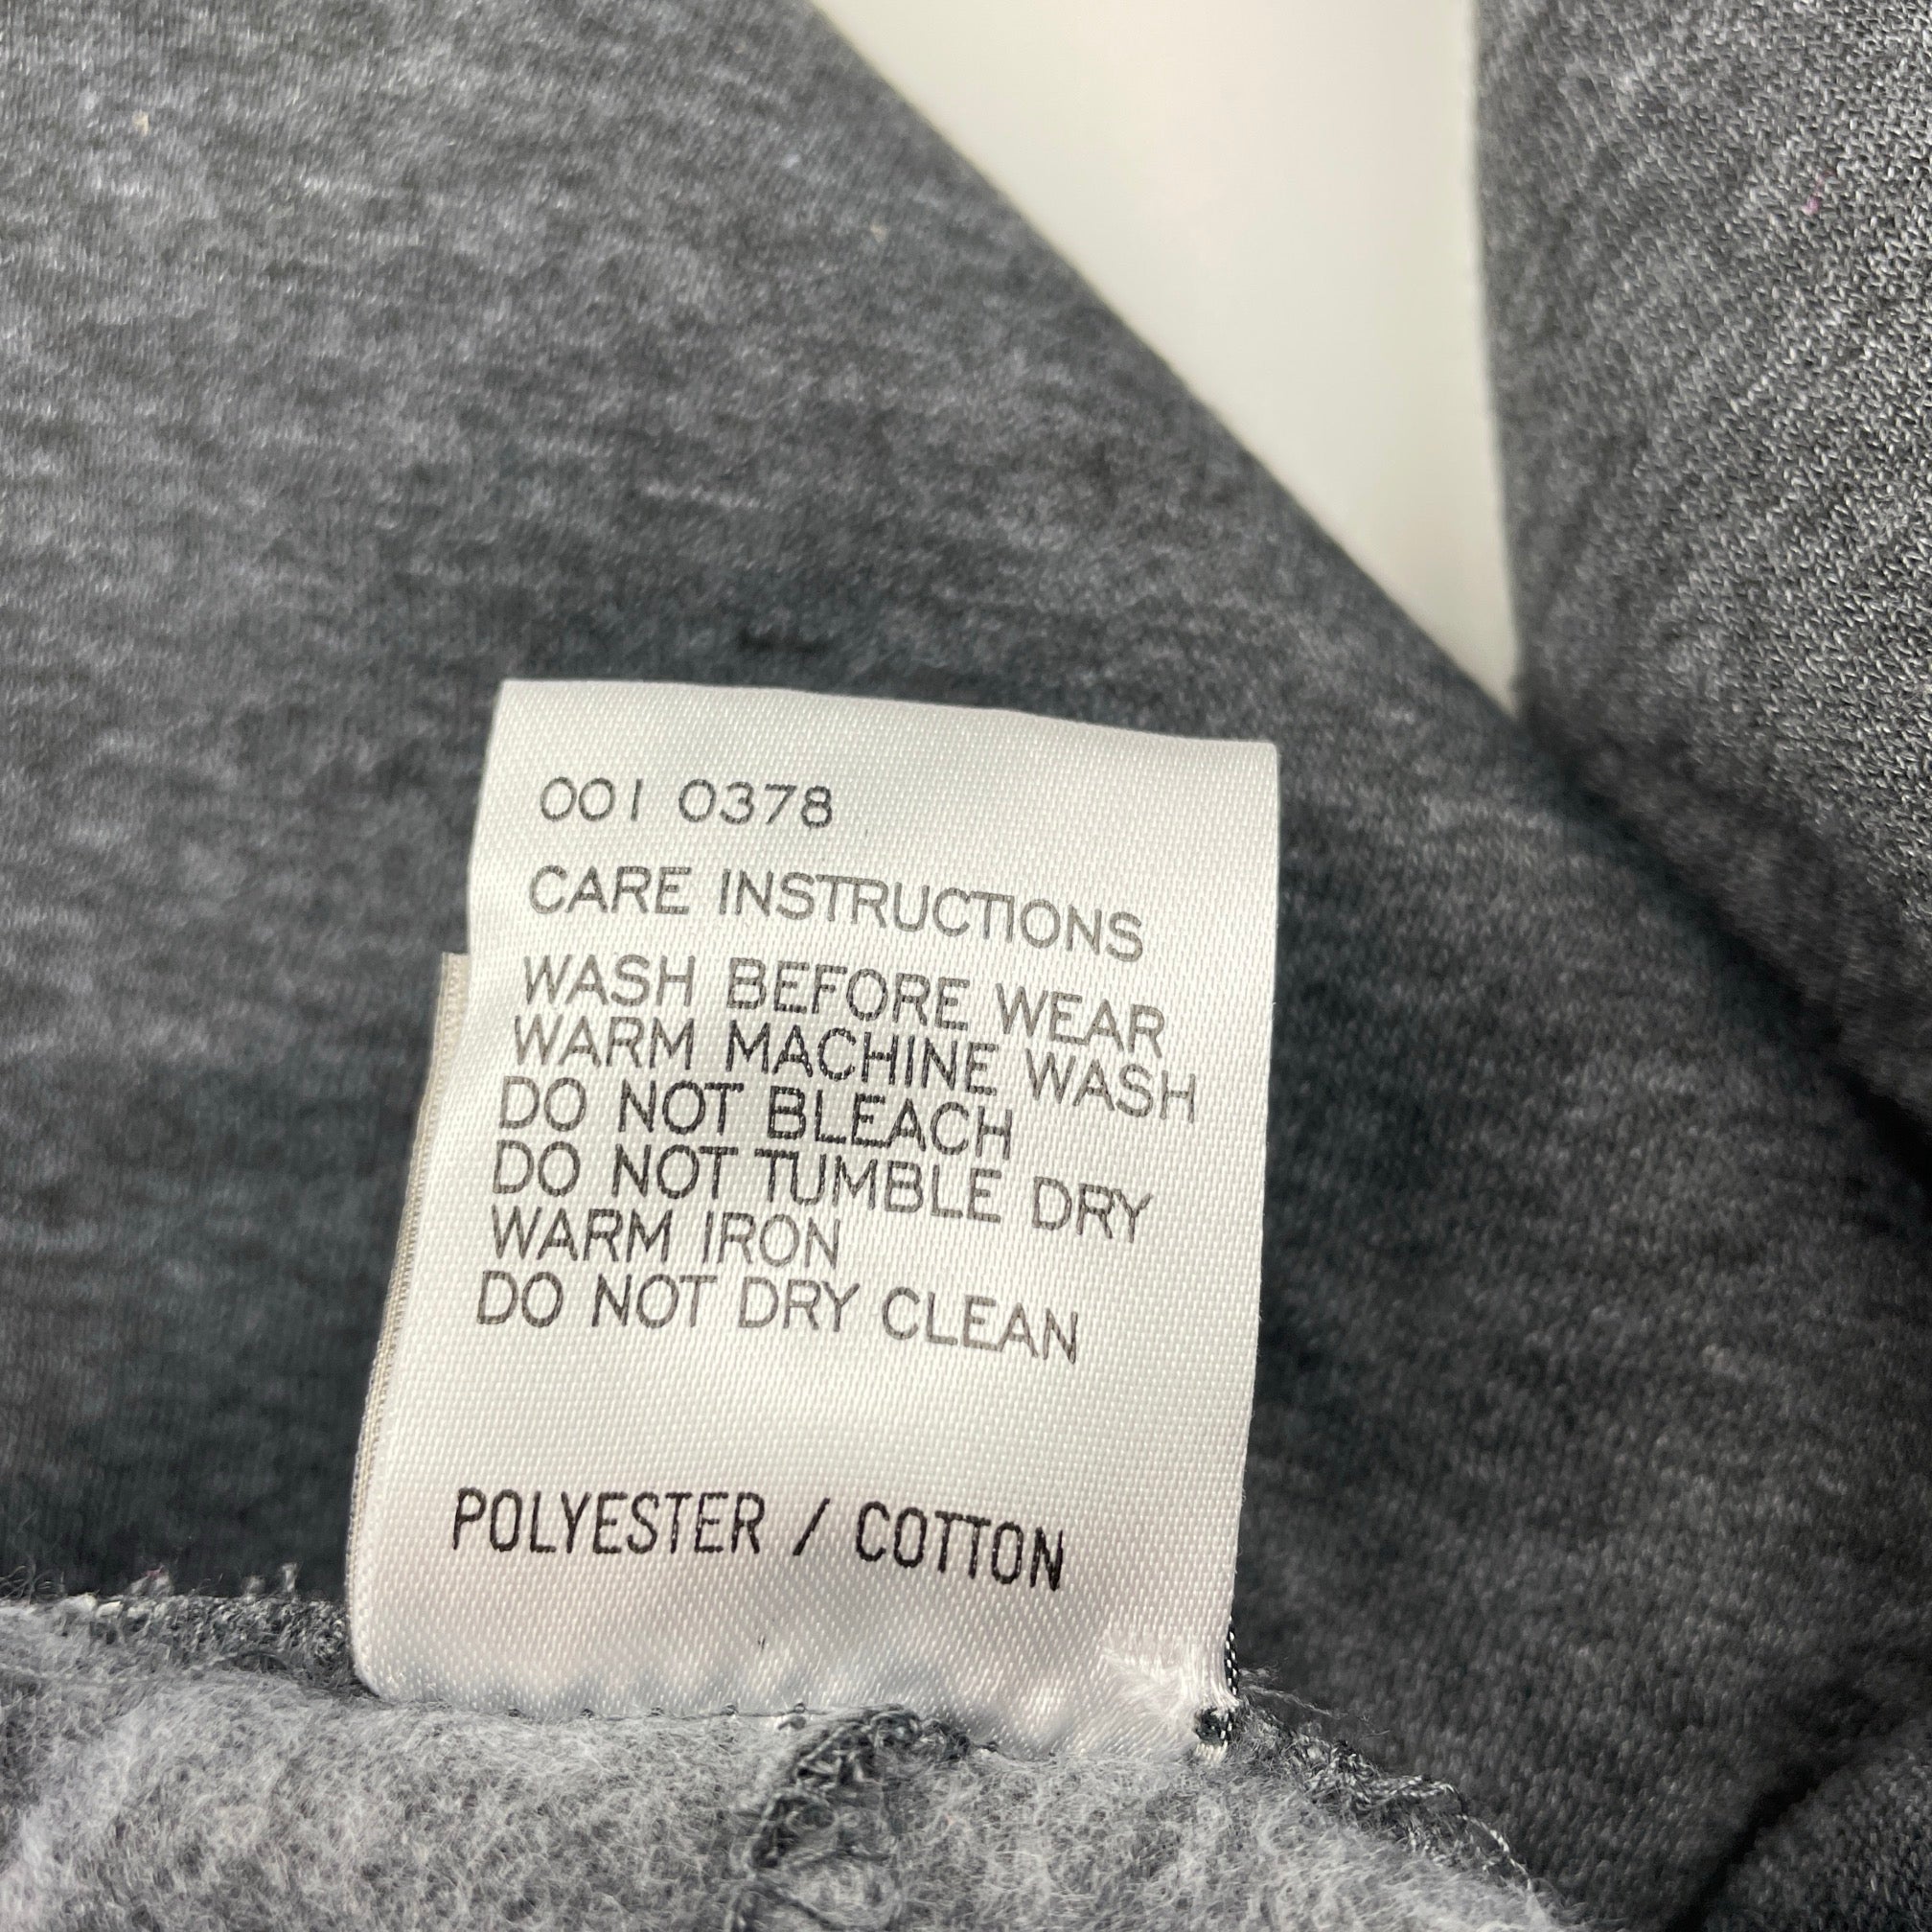 001 0378
CARE INSTRUCTIONS
WASH BEFORE WEAR
WARM MACHINE WASH
DO NOT BLEACH
DO NOT TUMBLE DRY
WARM IRON
DO NOT DRY CLEAN
POLYESTER / COTTON